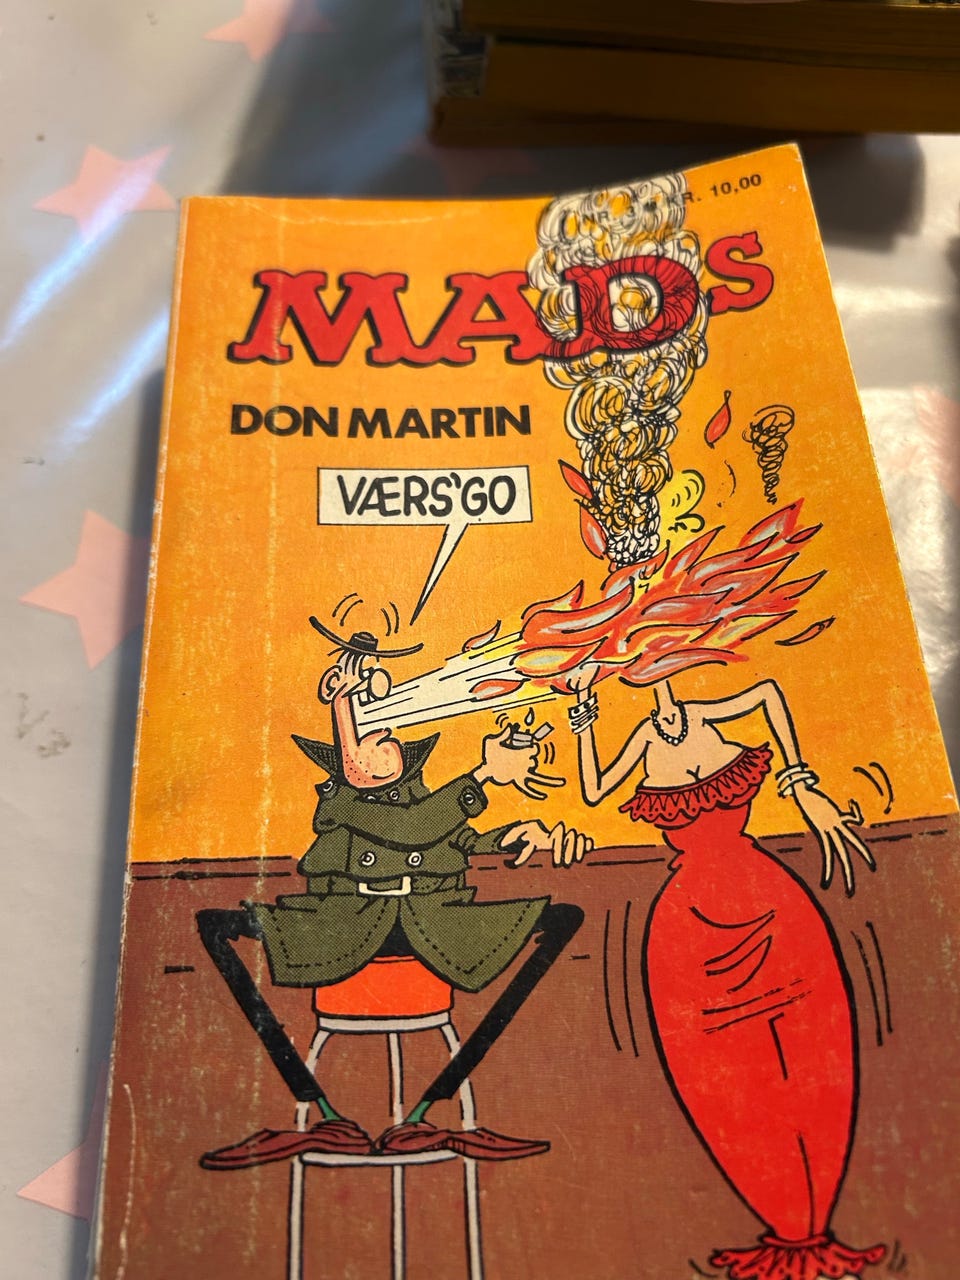 NR. KR. 10,00
MADS
DON MARTIN
VÆRS'GO